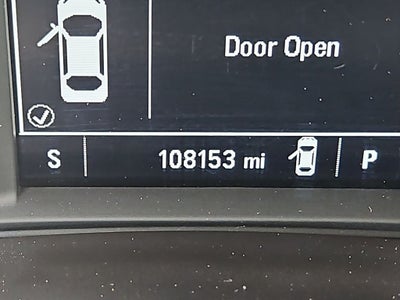 Door Open
S 108153 mi P